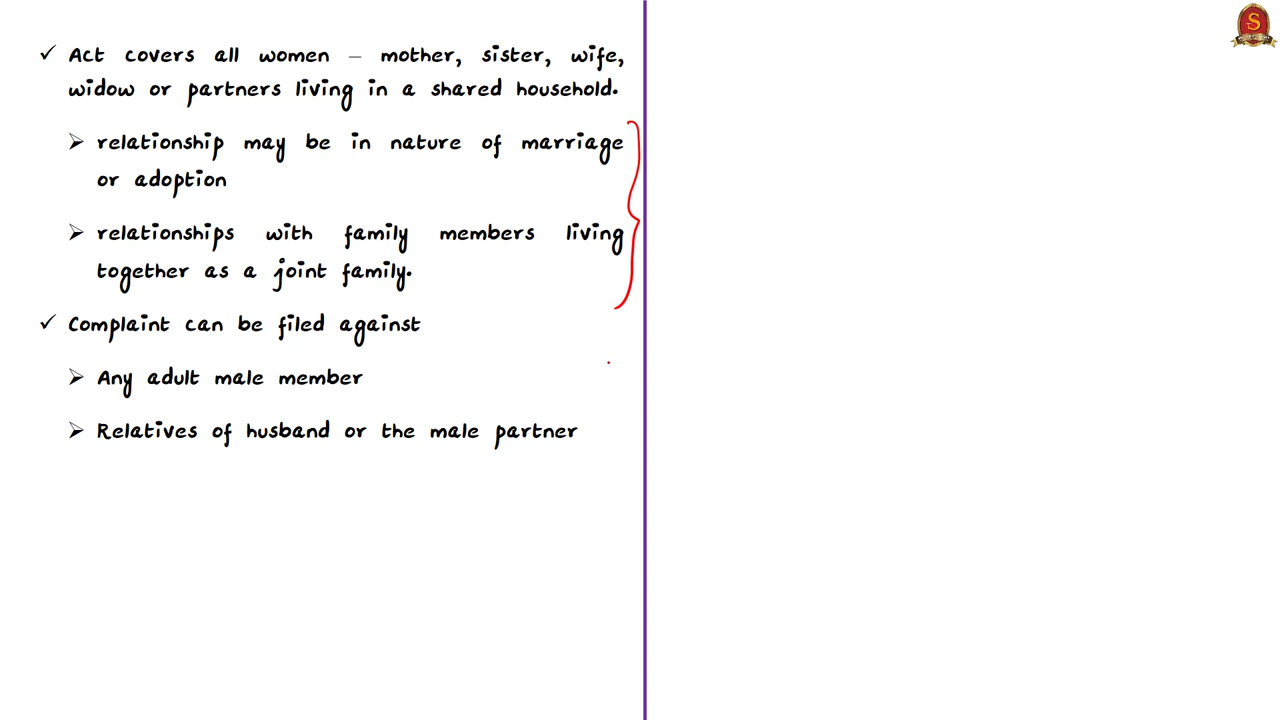 ✓ Act covers all women – mother, sister, wife,
widow or partners living in a shared household.
➢ relationship may be in nature of marriage
or adoption
➢ relationships with family members living
together as a joint family.
✓ Complaint can be filed against
➢ Any adult male member
➢ Relatives of husband or the male partner
S